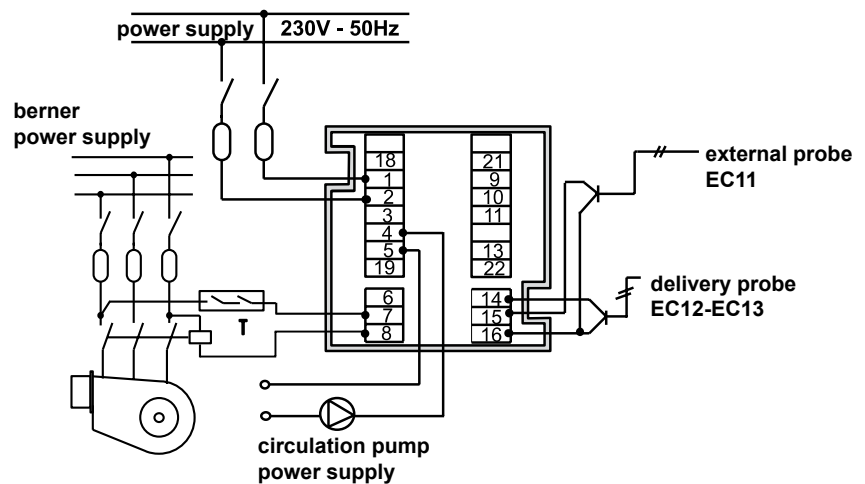 power supply 230V - 50Hz
berner
power supply
18
1
2
3
4
5
19
6
7
8
21
9
10
11
13
22
14
15
16
external probe
EC11
delivery probe
EC12-EC13
T
circulation pump
power supply